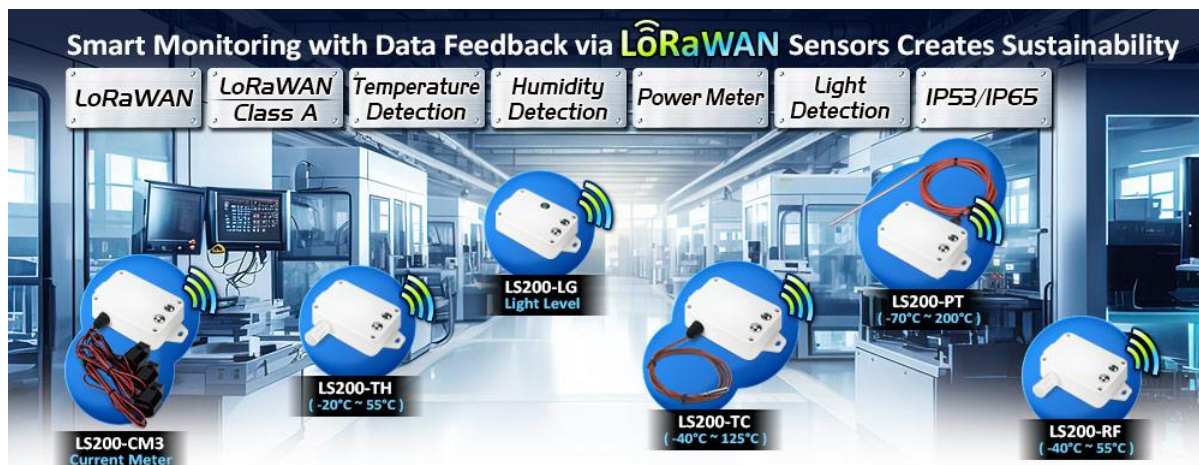 Smart Monitoring with Data Feedback via LoRaWAN Sensors Creates Sustainability
LoRaWAN
LoRaWAN
Class A
Temperature
Detection
Humidity
Detection
Power Meter
Light
Detection
IP53/IP65
LS200-LG
Light Level
LS200-PT
( -70°C ~ 200°C )
LS200-TH
( -20°C ~ 55°C )
LS200-TC
( -40°C ~ 125°C )
LS200-RF
( -40°C ~ 55°C )
LS200-CM3
Current Meter